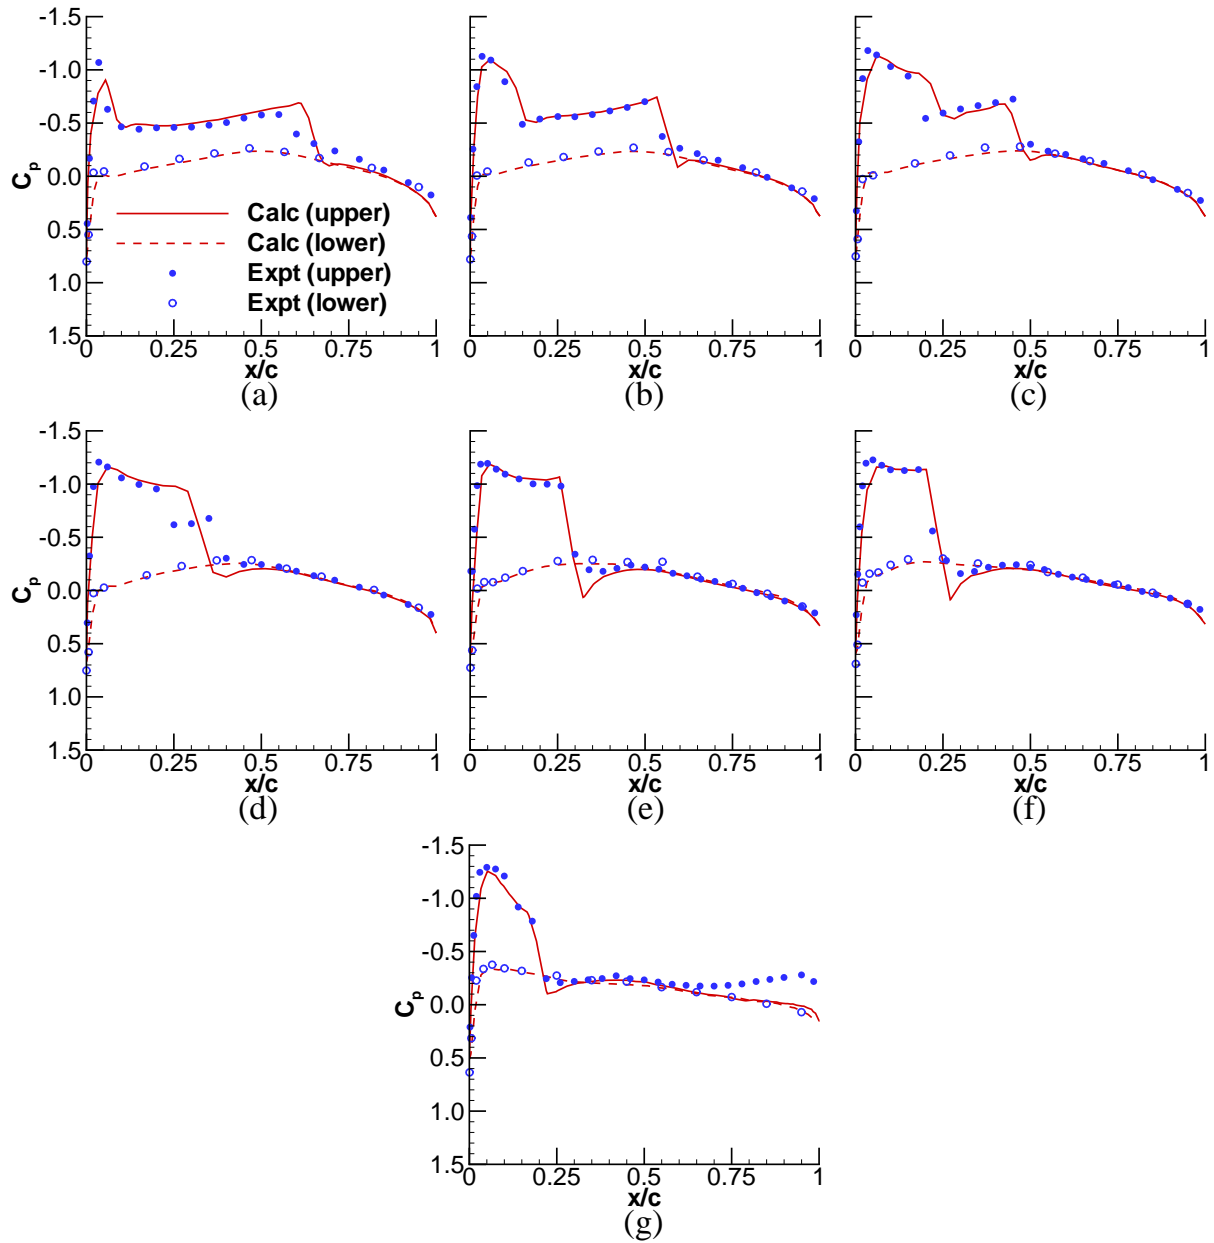 -1.5 -1.5 -1.5
-1.0 -1.0 -1.0
-0.5 -0.5 -0.5
Cp 0.0 0.0 0.0
Calc (upper)
Calc (lower)
Expt (upper)
Expt (lower)
0.5 0.5 0.5
1.0 1.0 1.0
1.5 1.5 1.5
0 0.25 0.5 0.75 1 0 0.25 0.5 0.75 1 0 0.25 0.5 0.75 1
x/c x/c x/c
(a) (b) (c)
-1.5 -1.5 -1.5
-1.0 -1.0 -1.0
-0.5 -0.5 -0.5
Cp 0.0 0.0 0.0
0.5 0.5 0.5
1.0 1.0 1.0
1.5 1.5 1.5
0 0.25 0.5 0.75 1 0 0.25 0.5 0.75 1 0 0.25 0.5 0.75 1
x/c x/c x/c
(d) (e) (f)
-1.5
-1.0
-0.5
Cp 0.0
0.5
1.0
1.5
0 0.25 0.5 0.75 1
x/c
(g)